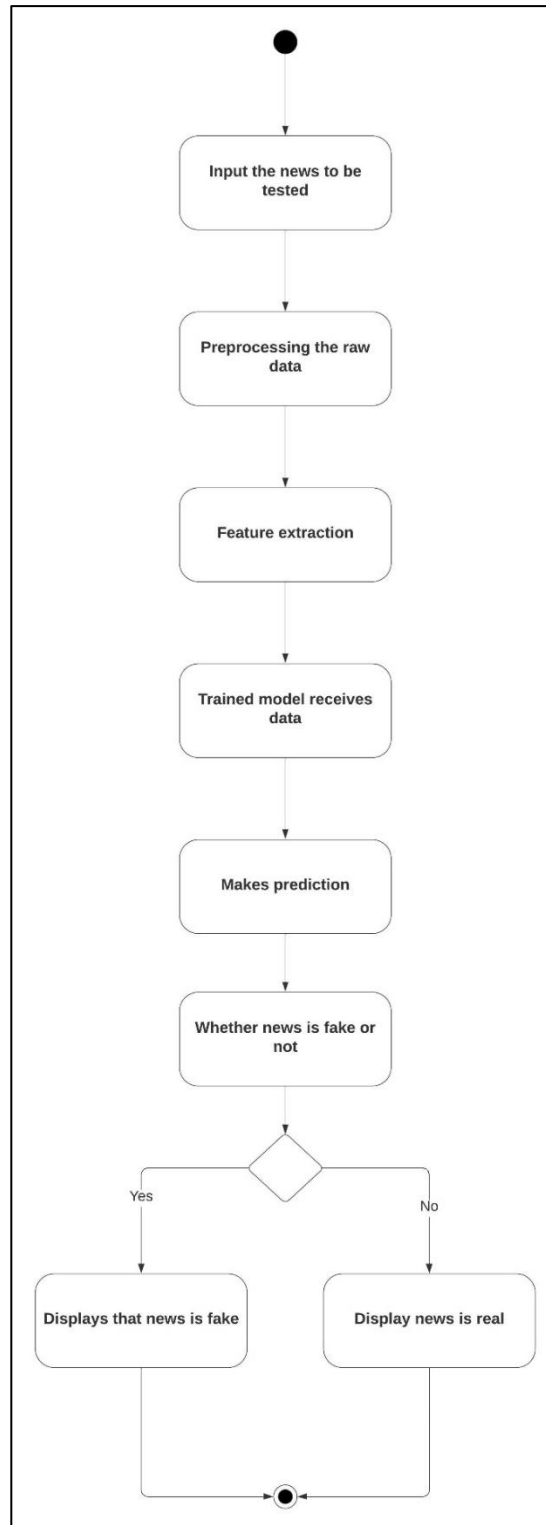 Input the news to be
tested
Preprocessing the raw
data
Feature extraction
Trained model receives
data
Makes prediction
Whether news is fake or
not
Yes
No
Displays that news is fake
Display news is real